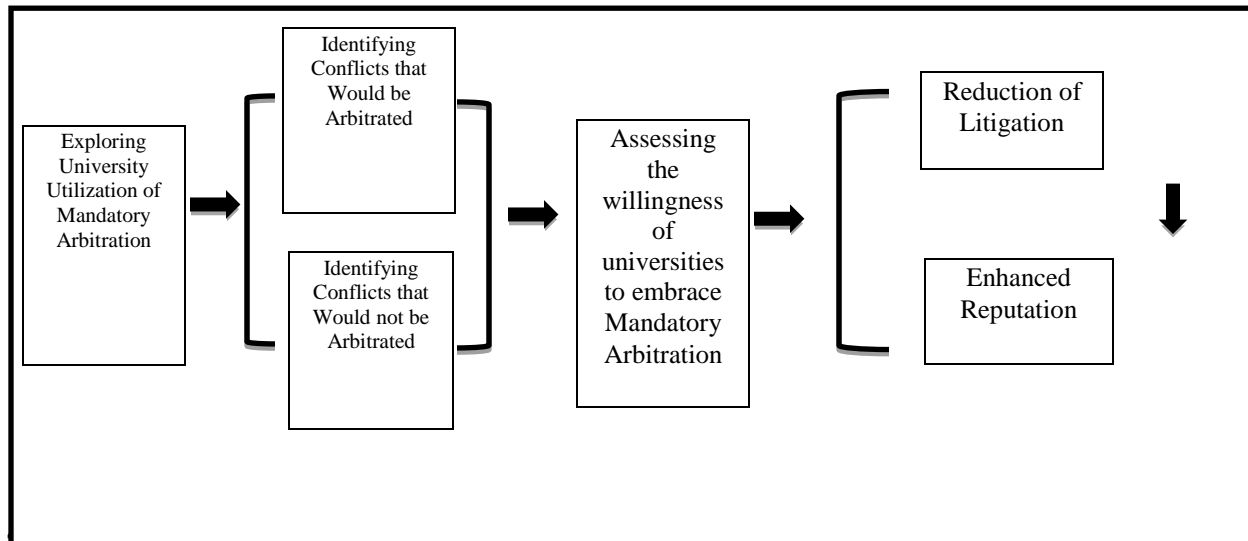 Exploring
University
Utilization of
Mandatory
Arbitration
Identifying
Conflicts that
Would be
Arbitrated
Identifying
Conflicts that
Would not be
Arbitrated
Assessing
the
willingness
of
universities
to embrace
Mandatory
Arbitration
Reduction of
Litigation
Enhanced
Reputation